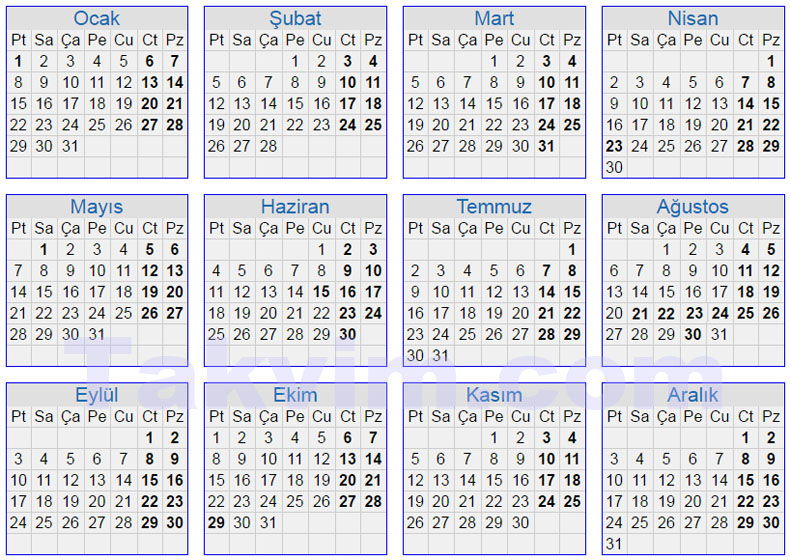 Ocak
Pt Sa Ça Pe Cu Ct Pz
1 2 3 4 5 6 7
8 9 10 11 12 13 14
15 16 17 18 19 20 21
22 23 24 25 26 27 28
29 30 31
Şubat
Pt Sa Ça Pe Cu Ct Pz
1 2 3 4
5 6 7 8 9 10 11
12 13 14 15 16 17 18
19 20 21 22 23 24 25
26 27 28
Mart
Pt Sa Ça Pe Cu Ct Pz
1 2 3 4
5 6 7 8 9 10 11
12 13 14 15 16 17 18
19 20 21 22 23 24 25
26 27 28 29 30 31
Nisan
Pt Sa Ça Pe Cu Ct Pz
1
2 3 4 5 6 7 8
9 10 11 12 13 14 15
16 17 18 19 20 21 22
23 24 25 26 27 28 29
30
Mayıs
Pt Sa Ça Pe Cu Ct Pz
1 2 3 4 5 6
7 8 9 10 11 12 13
14 15 16 17 18 19 20
21 22 23 24 25 26 27
28 29 30 31
Haziran
Pt Sa Ça Pe Cu Ct Pz
1 2 3
4 5 6 7 8 9 10
11 12 13 14 15 16 17
18 19 20 21 22 23 24
25 26 27 28 29 30
Temmuz
Pt Sa Ça Pe Cu Ct Pz
1
2 3 4 5 6 7 8
9 10 11 12 13 14 15
16 17 18 19 20 21 22
23 24 25 26 27 28 29
30 31
Ağustos
Pt Sa Ça Pe Cu Ct Pz
1 2 3 4 5
6 7 8 9 10 11 12
13 14 15 16 17 18 19
20 21 22 23 24 25 26
27 28 29 30 31
Takvim.com
Eylül
Pt Sa Ça Pe Cu Ct Pz
1 2
3 4 5 6 7 8 9
10 11 12 13 14 15 16
17 18 19 20 21 22 23
24 25 26 27 28 29 30
Ekim
Pt Sa Ça Pe Cu Ct Pz
1 2 3 4 5 6 7
8 9 10 11 12 13 14
15 16 17 18 19 20 21
22 23 24 25 26 27 28
29 30 31
Kasım
Pt Sa Ça Pe Cu Ct Pz
1 2 3 4
5 6 7 8 9 10 11
12 13 14 15 16 17 18
19 20 21 22 23 24 25
26 27 28 29 30
Aralık
Pt Sa Ça Pe Cu Ct Pz
1 2
3 4 5 6 7 8 9
10 11 12 13 14 15 16
17 18 19 20 21 22 23
24 25 26 27 28 29 30
31